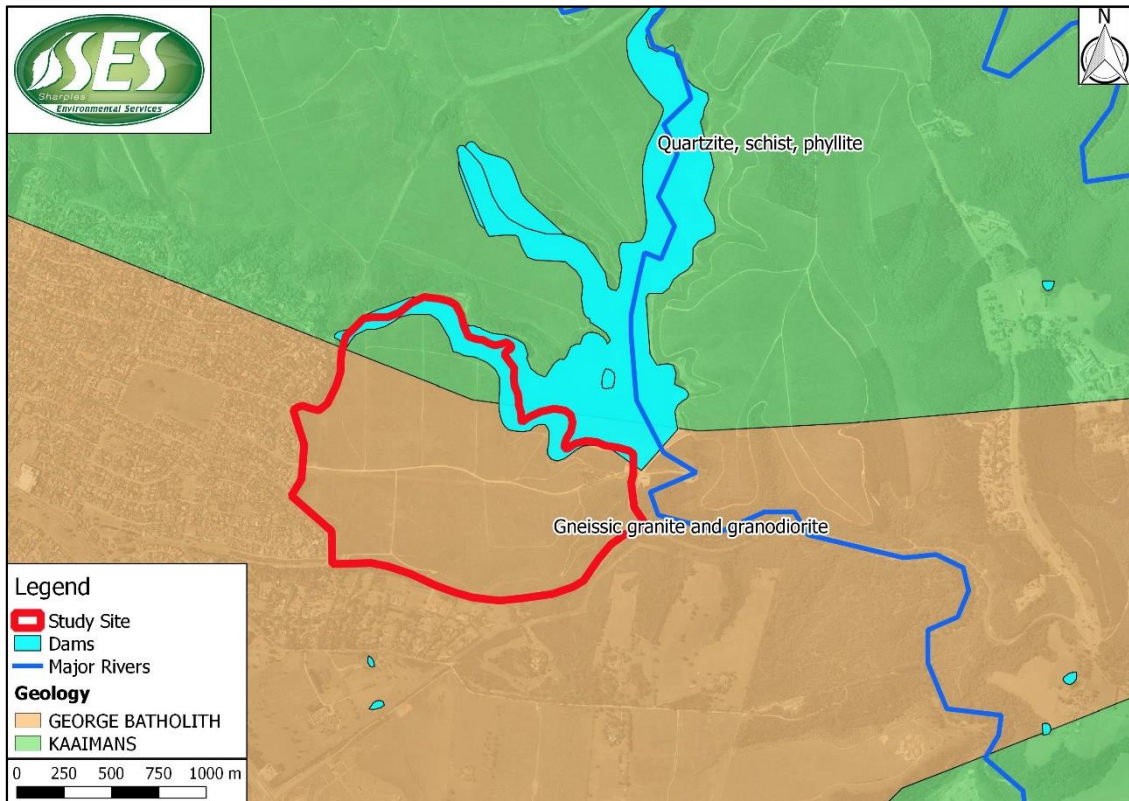 SES
Sharples
Environmental Services
N
Quartzite, schist, phyllite
Gneissic granite and granodiorite
Legend
Study Site
Dams
Major Rivers
Geology
GEORGE BATHOLITH
KAAIMANS
0 250 500 750 1000 m